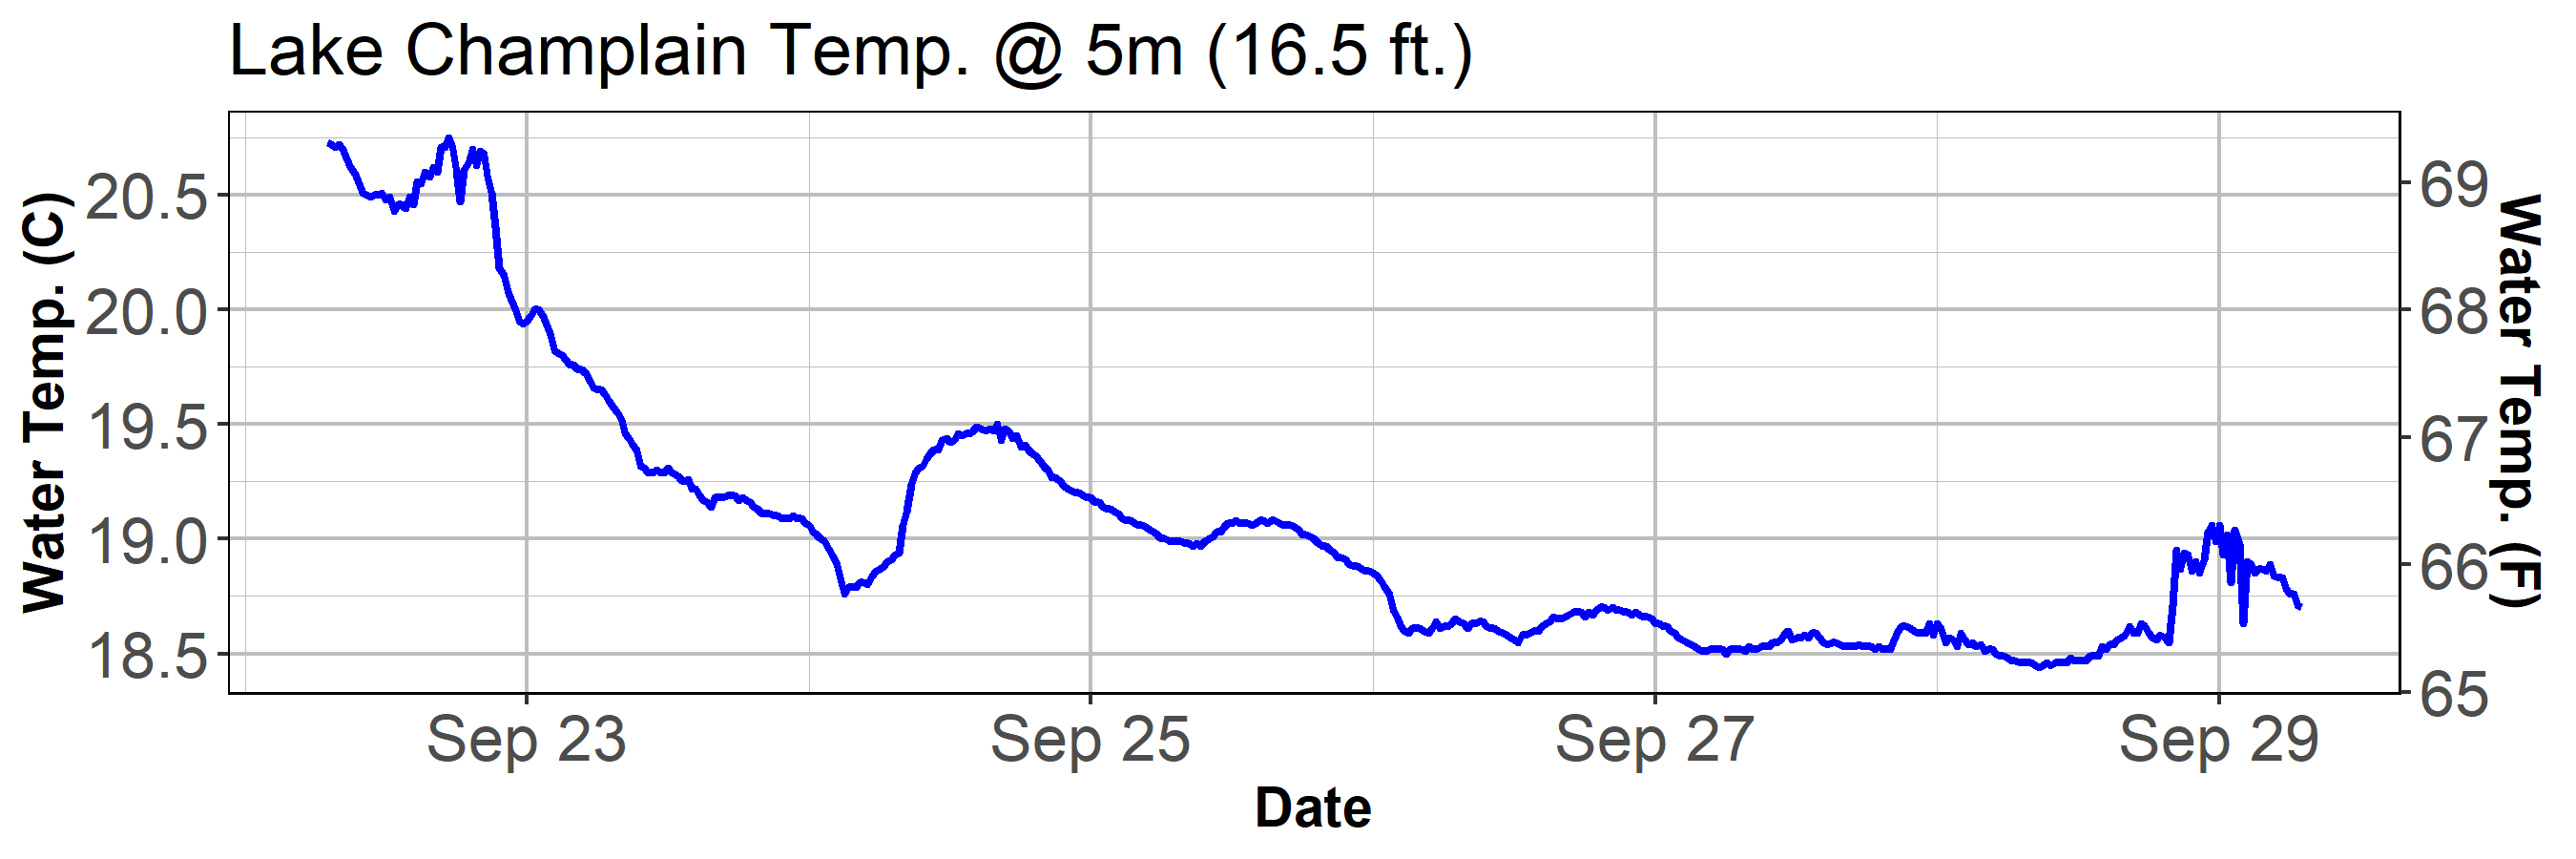 Lake Champlain Temp. @ 5m (16.5 ft.)
Water Temp. (C)
20.5
20.0
19.5
19.0
18.5
69
68
67
66
65
Water Temp. (F)
Sep 23 Sep 25 Sep 27 Sep 29
Date